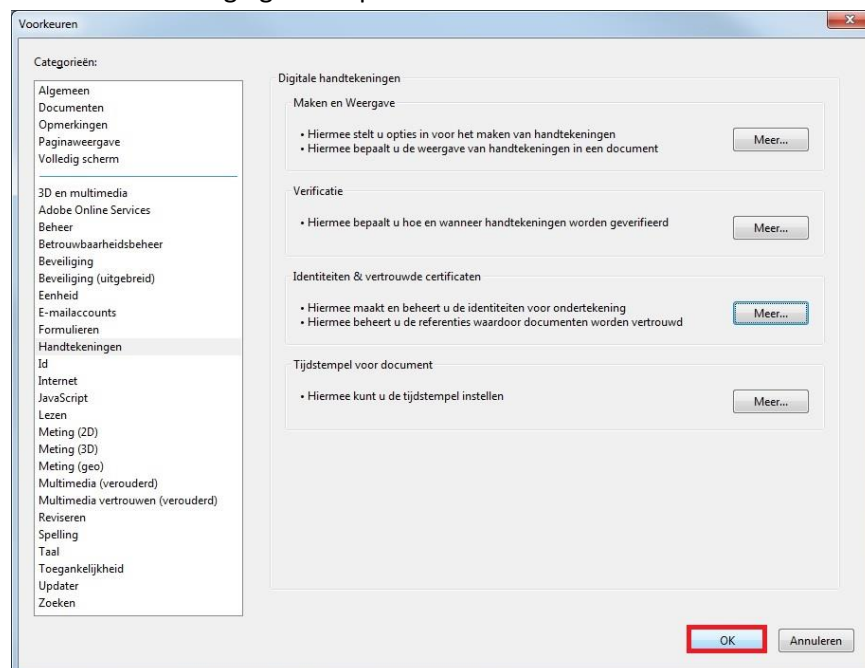 Voorkeuren
Categorieën:
Algemeen
Documenten
Opmerkingen
Paginaweergave
Volledig scherm
3D en multimedia
Adobe Online Services
Beheer
Betrouwbaarheidsbeheer
Beveiliging
Beveiliging (uitgebreid)
Eenheid
E-mailaccounts
Formulieren
Handtekeningen
Id
Internet
JavaScript
Lezen
Meting (2D)
Meting (3D)
Meting (geo)
Multimedia (verouderd)
Multimedia vertrouwen (verouderd)
Reviseren
Spelling
Taal
Toegankelijkheid
Updater
Zoeken
Digitale handtekeningen
Maken en Weergave
• Hiermee stelt u opties in voor het maken van handtekeningen
• Hiermee bepaalt u de weergave van handtekeningen in een document
Meer...
Verificatie
• Hiermee bepaalt u hoe en wanneer handtekeningen worden geverifieerd
Meer...
Identiteiten & vertrouwde certificaten
• Hiermee maakt en beheert u de identiteiten voor ondertekening
• Hiermee beheert u de referenties waardoor documenten worden vertrouwd
Meer...
Tijdstempel voor document
• Hiermee kunt u de tijdstempel instellen
Meer...
OK
Annuleren